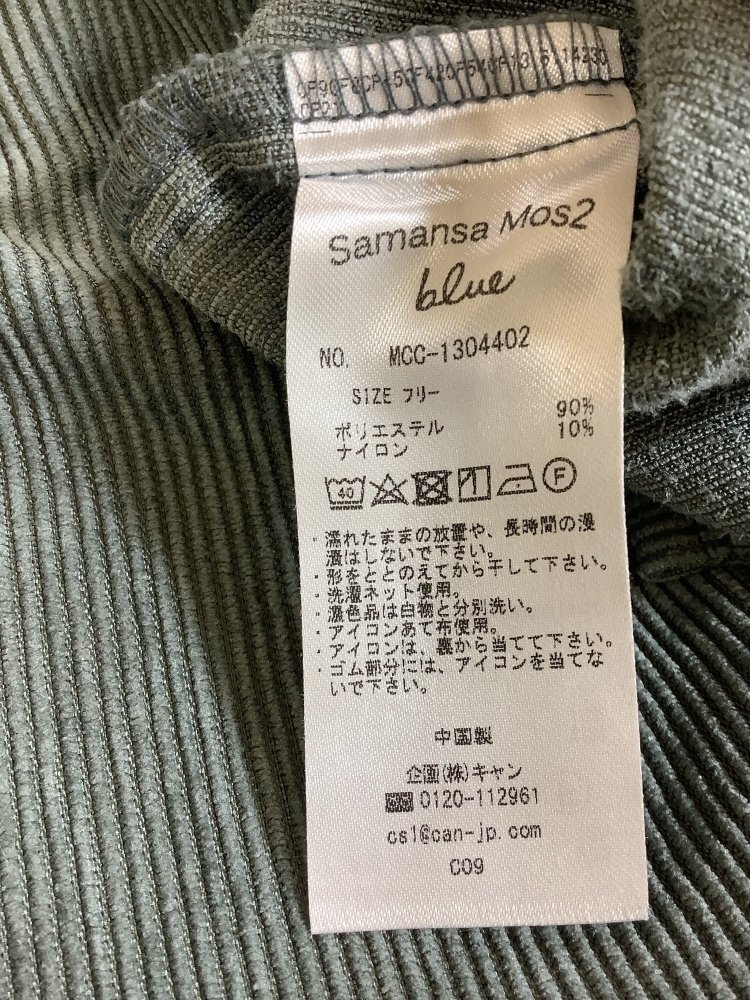 Samansa Mos2
blue
NO. MCC-1304402
SIZE フリー
ポリエステル 90%
ナイロン 10%
40 F
・濡れたままの放置や、長時間の浸
漬はしないで下さい。
・形をととのえてから干して下さい。
・洗濯ネット使用。
・濃色品は白物と分別洗い。
・アイロンあて布使用。
・アイロンは、裏から当てて下さい。
・ゴム部分には、アイロンを当てな
いで下さい。
中国製
企画(株)キャン
0120-112961
cs1@can-jp.com
C09